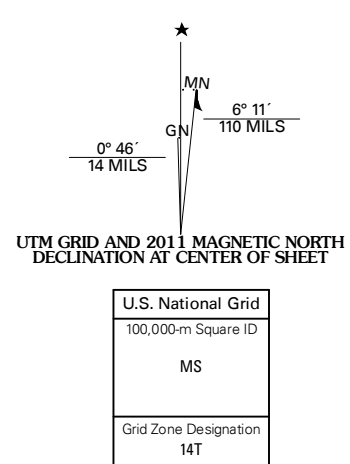 MN
6° 11´
110 MILS
GN
0° 46´
14 MILS
UTM GRID AND 2011 MAGNETIC NORTH
DECLINATION AT CENTER OF SHEET
U.S. National Grid
100,000-m Square ID
MS
Grid Zone Designation
14T